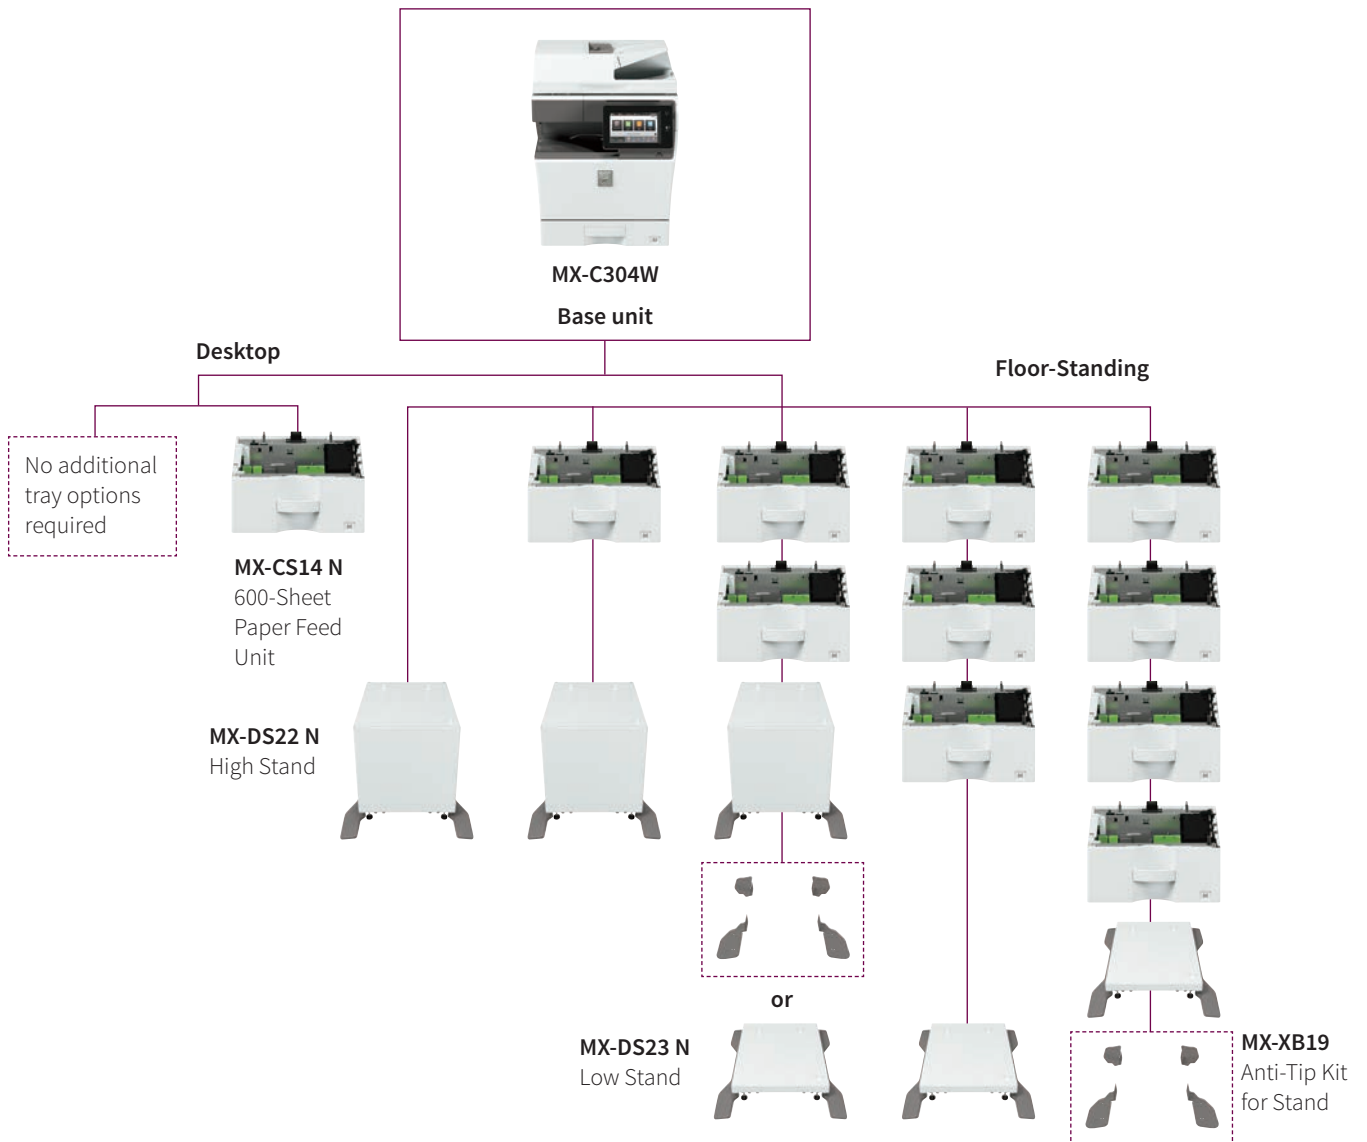 MX-C304W
Base unit
Desktop
Floor-Standing
No additional
tray options
required
MX-CS14 N
600-Sheet
Paper Feed
Unit
MX-DS22 N
High Stand
or
MX-DS23 N
Low Stand
MX-XB19
Anti-Tip Kit
for Stand